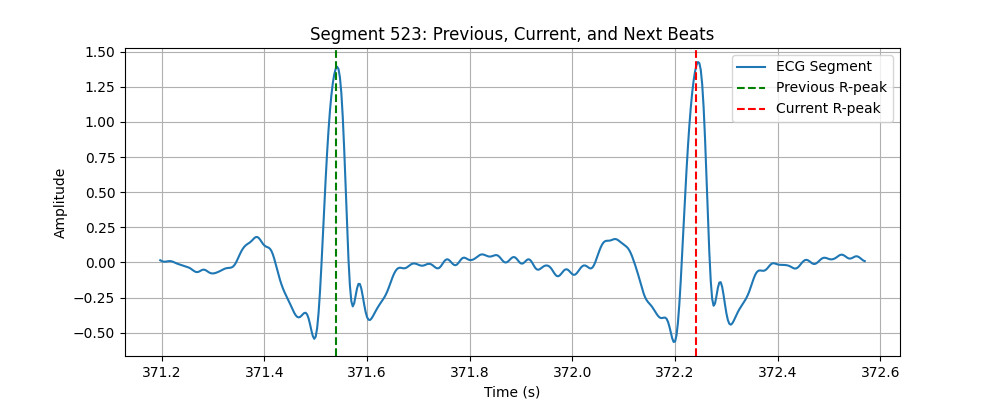 Segment 523: Previous, Current, and Next Beats
1.50
1.25
1.00
0.75
0.50
0.25
0.00
−0.25
−0.50
Amplitude
ECG Segment
Previous R-peak
Current R-peak
371.2
371.4
371.6
371.8
372.0
372.2
372.4
372.6
Time (s)